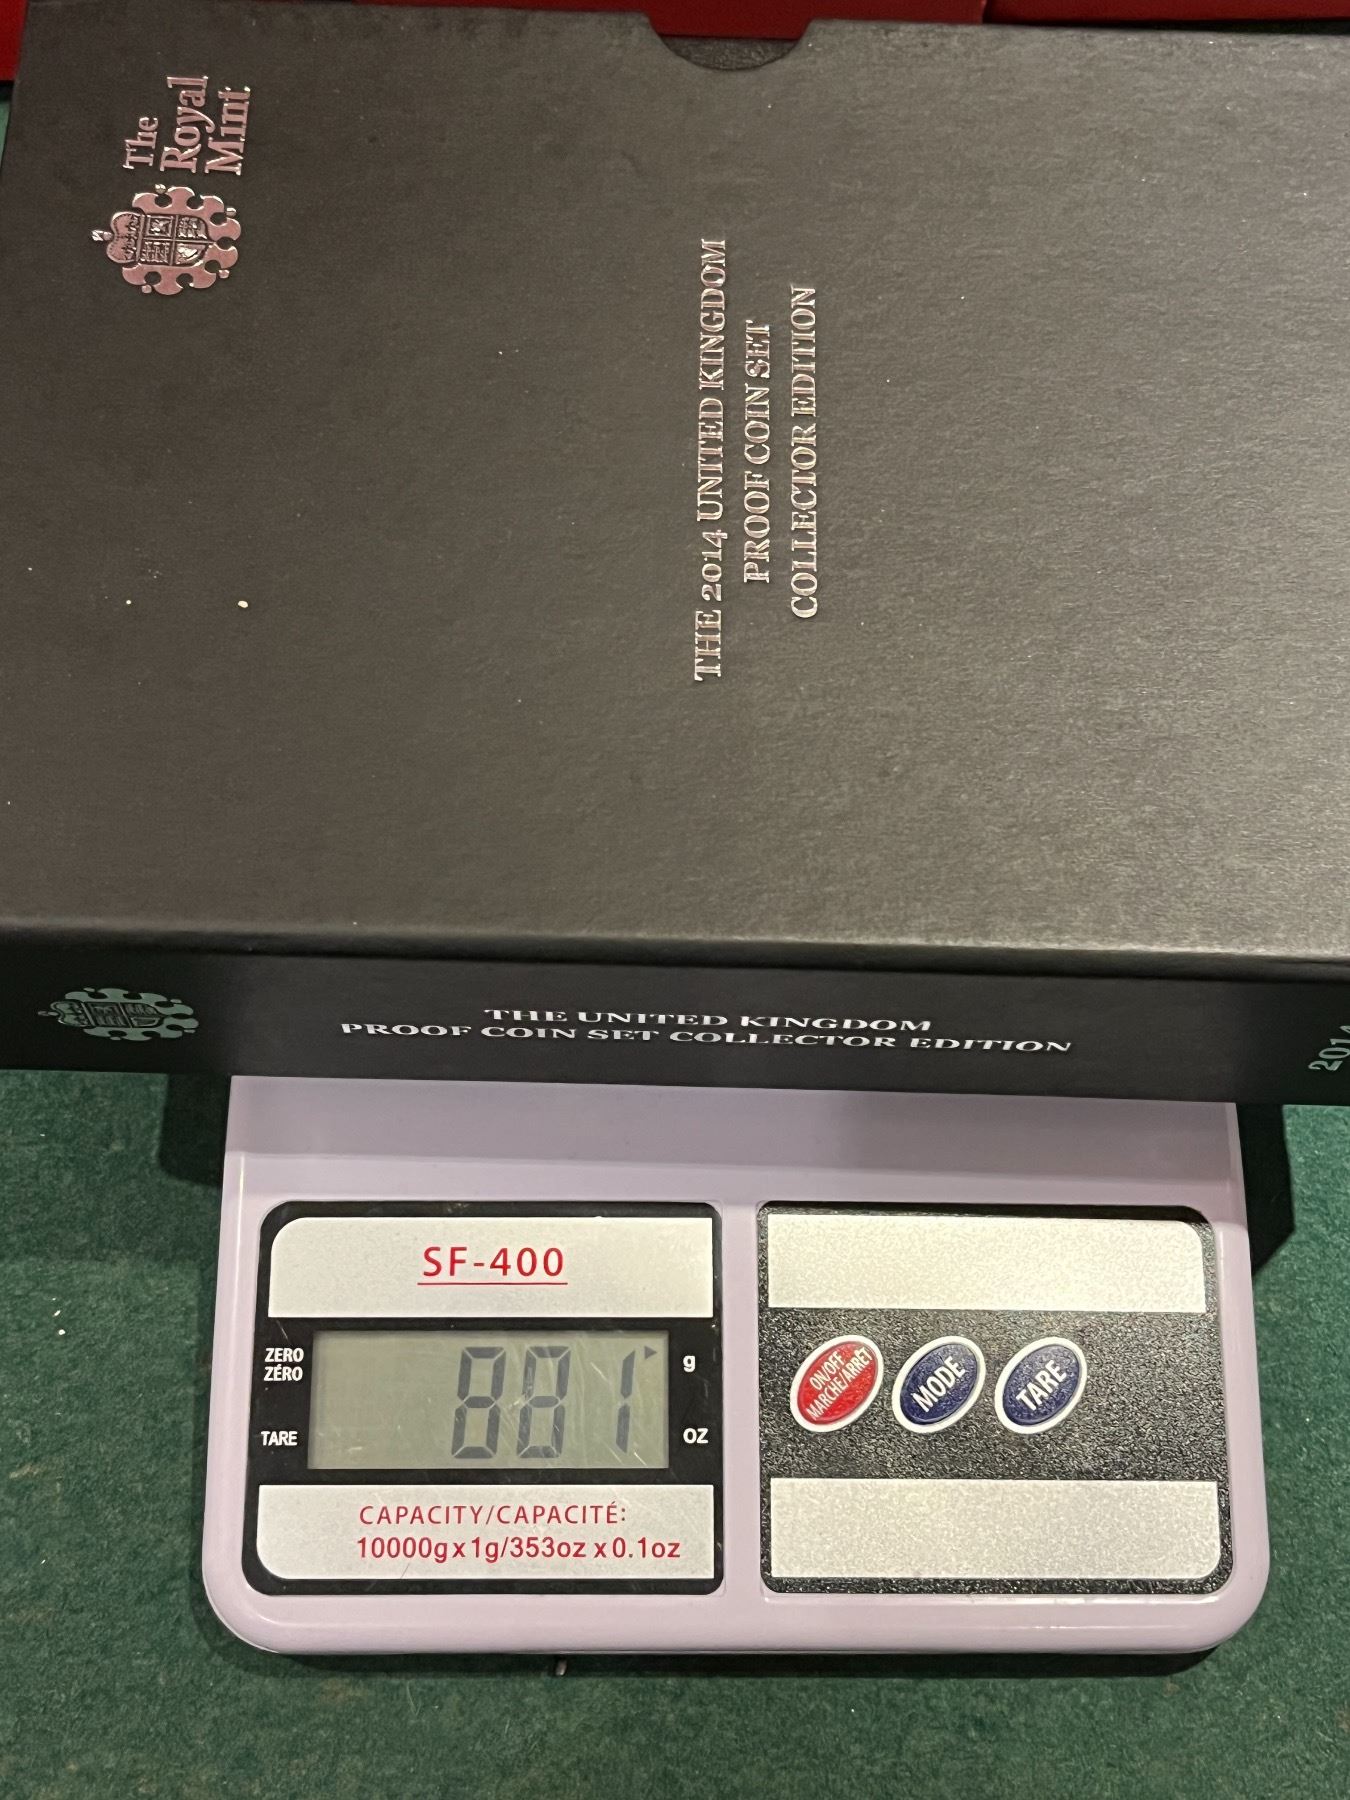 The
Royal
Mint
THE 2014 UNITED KINGDOM
PROOF COIN SET
COLLECTOR EDITION
THE UNITED KINGDOM
PROOF COIN SET COLLECTOR EDITION
2014
SF-400
ZERO
ZÉRO
TARE
881
g
oz
CAPACITY/CAPACITÉ:
10000g x 1g/353oz x 0.1oz
ON/OFF
MARCHE/ARRÊT
MODE
TARE